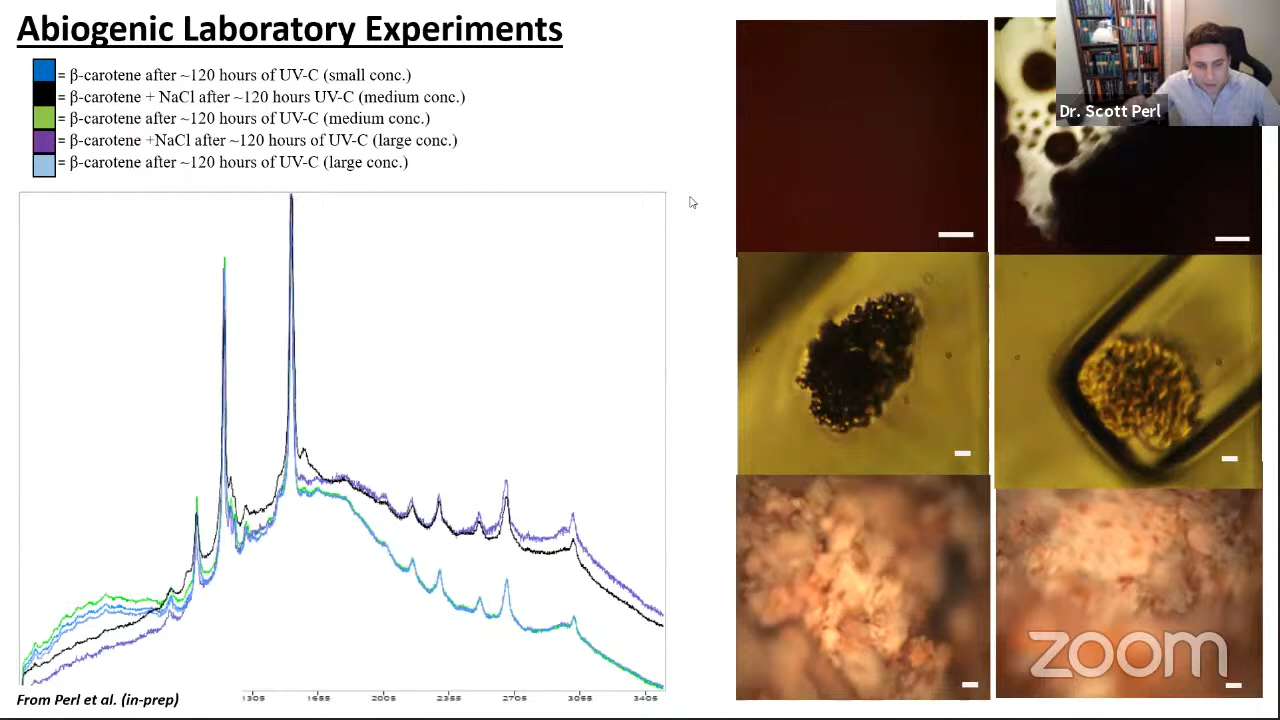 Abiogenic Laboratory Experiments
= β-carotene after ~120 hours of UV-C (small conc.)
= β-carotene + NaCl after ~120 hours UV-C (medium conc.)
= β-carotene after ~120 hours of UV-C (medium conc.)
= β-carotene +NaCl after ~120 hours of UV-C (large conc.)
= β-carotene after ~120 hours of UV-C (large conc.)
Dr. Scott Perl
From Perl et al. (in-prep)
zoom